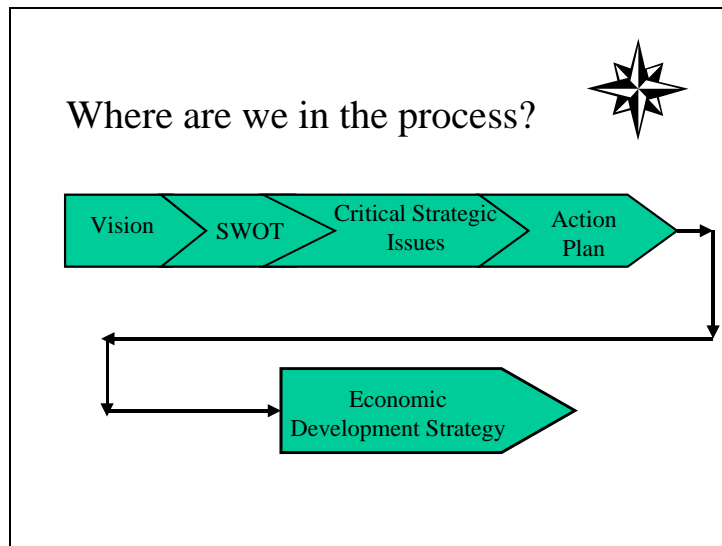 Where are we in the process?
Vision
SWOT
Critical Strategic
Issues
Action
Plan
Economic
Development Strategy